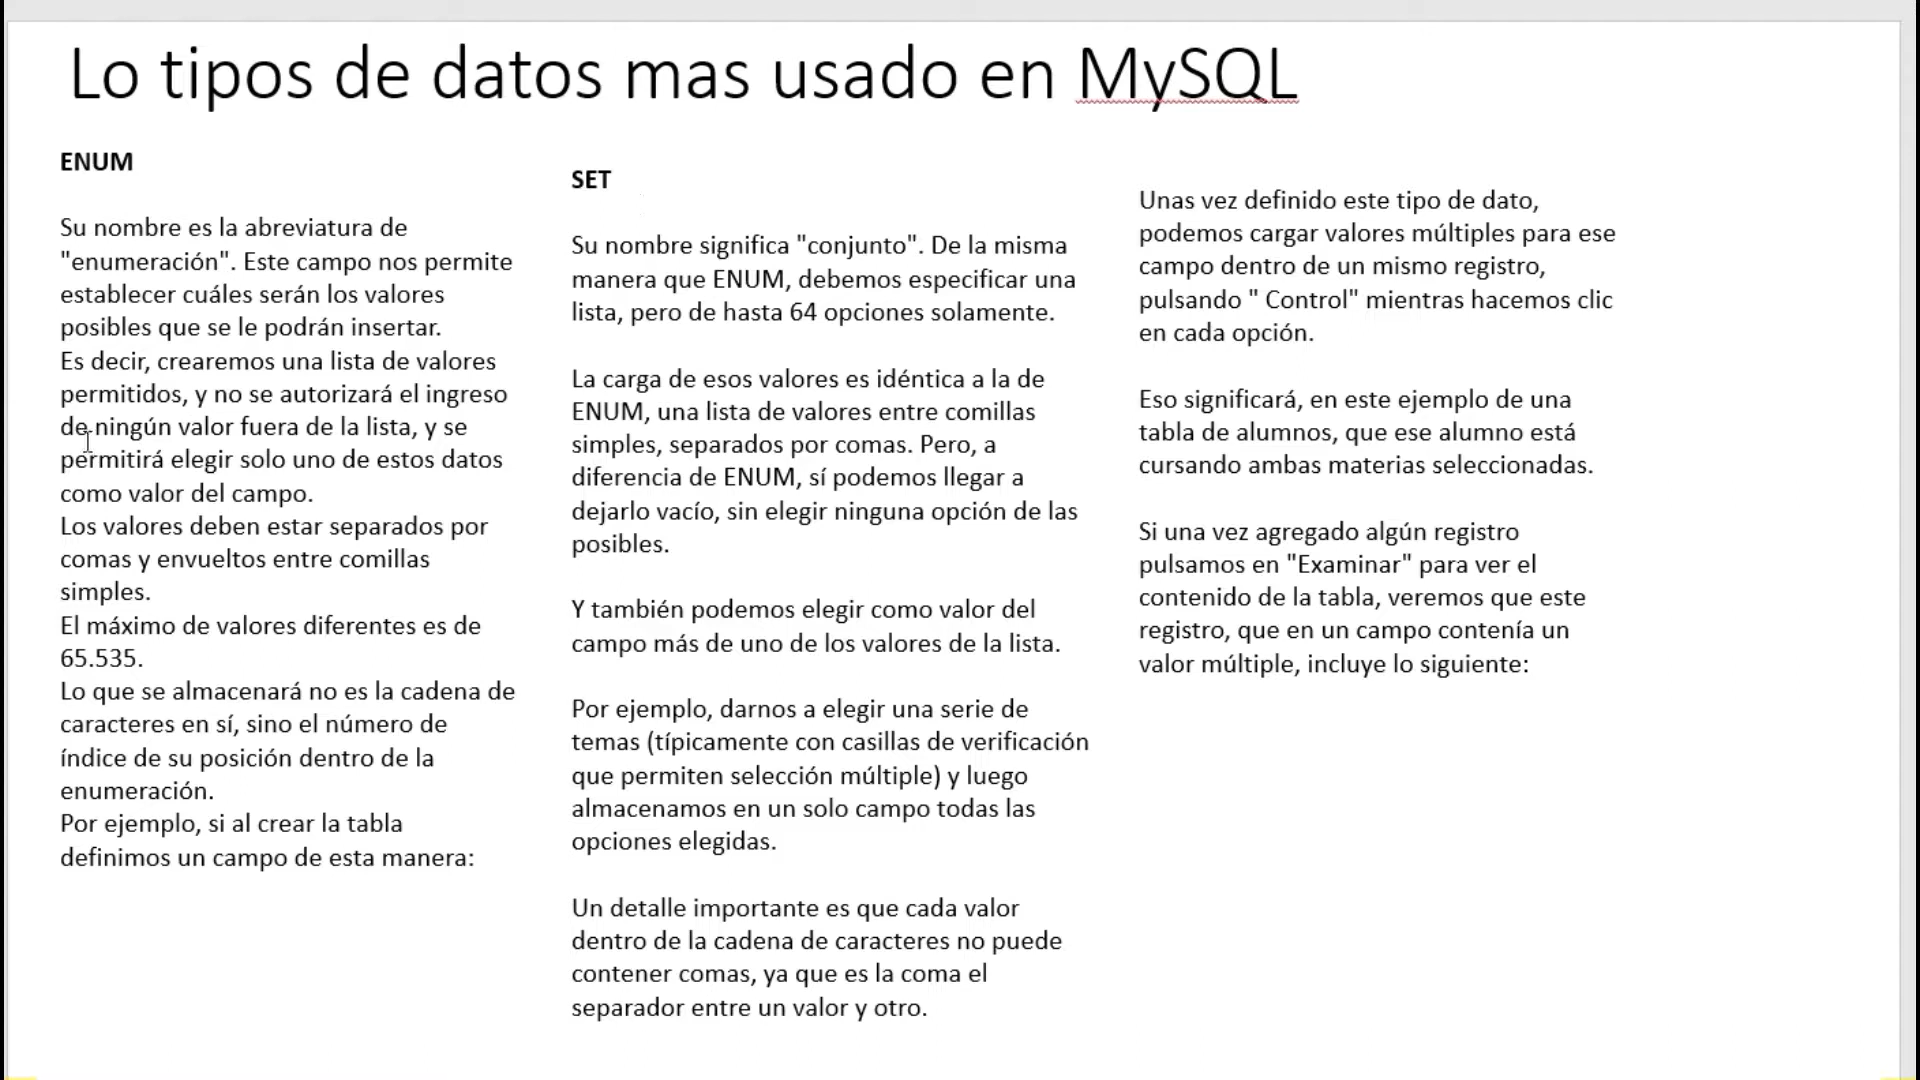 Lo tipos de datos mas usado en MySQL
ENUM
Su nombre es la abreviatura de
"enumeración". Este campo nos permite
establecer cuáles serán los valores
posibles que se le podrán insertar.
Es decir, crearemos una lista de valores
permitidos, y no se autorizará el ingreso
de ningún valor fuera de la lista, y se
permitirá elegir solo uno de estos datos
como valor del campo.
Los valores deben estar separados por
comas y envueltos entre comillas
simples.
El máximo de valores diferentes es de
65.535.
Lo que se almacenará no es la cadena de
caracteres en sí, sino el número de
índice de su posición dentro de la
enumeración.
Por ejemplo, si al crear la tabla
definimos un campo de esta manera:
SET
Su nombre significa "conjunto". De la misma
manera que ENUM, debemos especificar una
lista, pero de hasta 64 opciones solamente.
La carga de esos valores es idéntica a la de
ENUM, una lista de valores entre comillas
simples, separados por comas. Pero, a
diferencia de ENUM, sí podemos llegar a
dejarlo vacío, sin elegir ninguna opción de las
posibles.
Y también podemos elegir como valor del
campo más de uno de los valores de la lista.
Por ejemplo, darnos a elegir una serie de
temas (típicamente con casillas de verificación
que permiten selección múltiple) y luego
almacenamos en un solo campo todas las
opciones elegidas.
Un detalle importante es que cada valor
dentro de la cadena de caracteres no puede
contener comas, ya que es la coma el
separador entre un valor y otro.
Unas vez definido este tipo de dato,
podemos cargar valores múltiples para ese
campo dentro de un mismo registro,
pulsando " Control" mientras hacemos clic
en cada opción.
Eso significará, en este ejemplo de una
tabla de alumnos, que ese alumno está
cursando ambas materias seleccionadas.
Si una vez agregado algún registro
pulsamos en "Examinar" para ver el
contenido de la tabla, veremos que este
registro, que en un campo contenía un
valor múltiple, incluye lo siguiente: